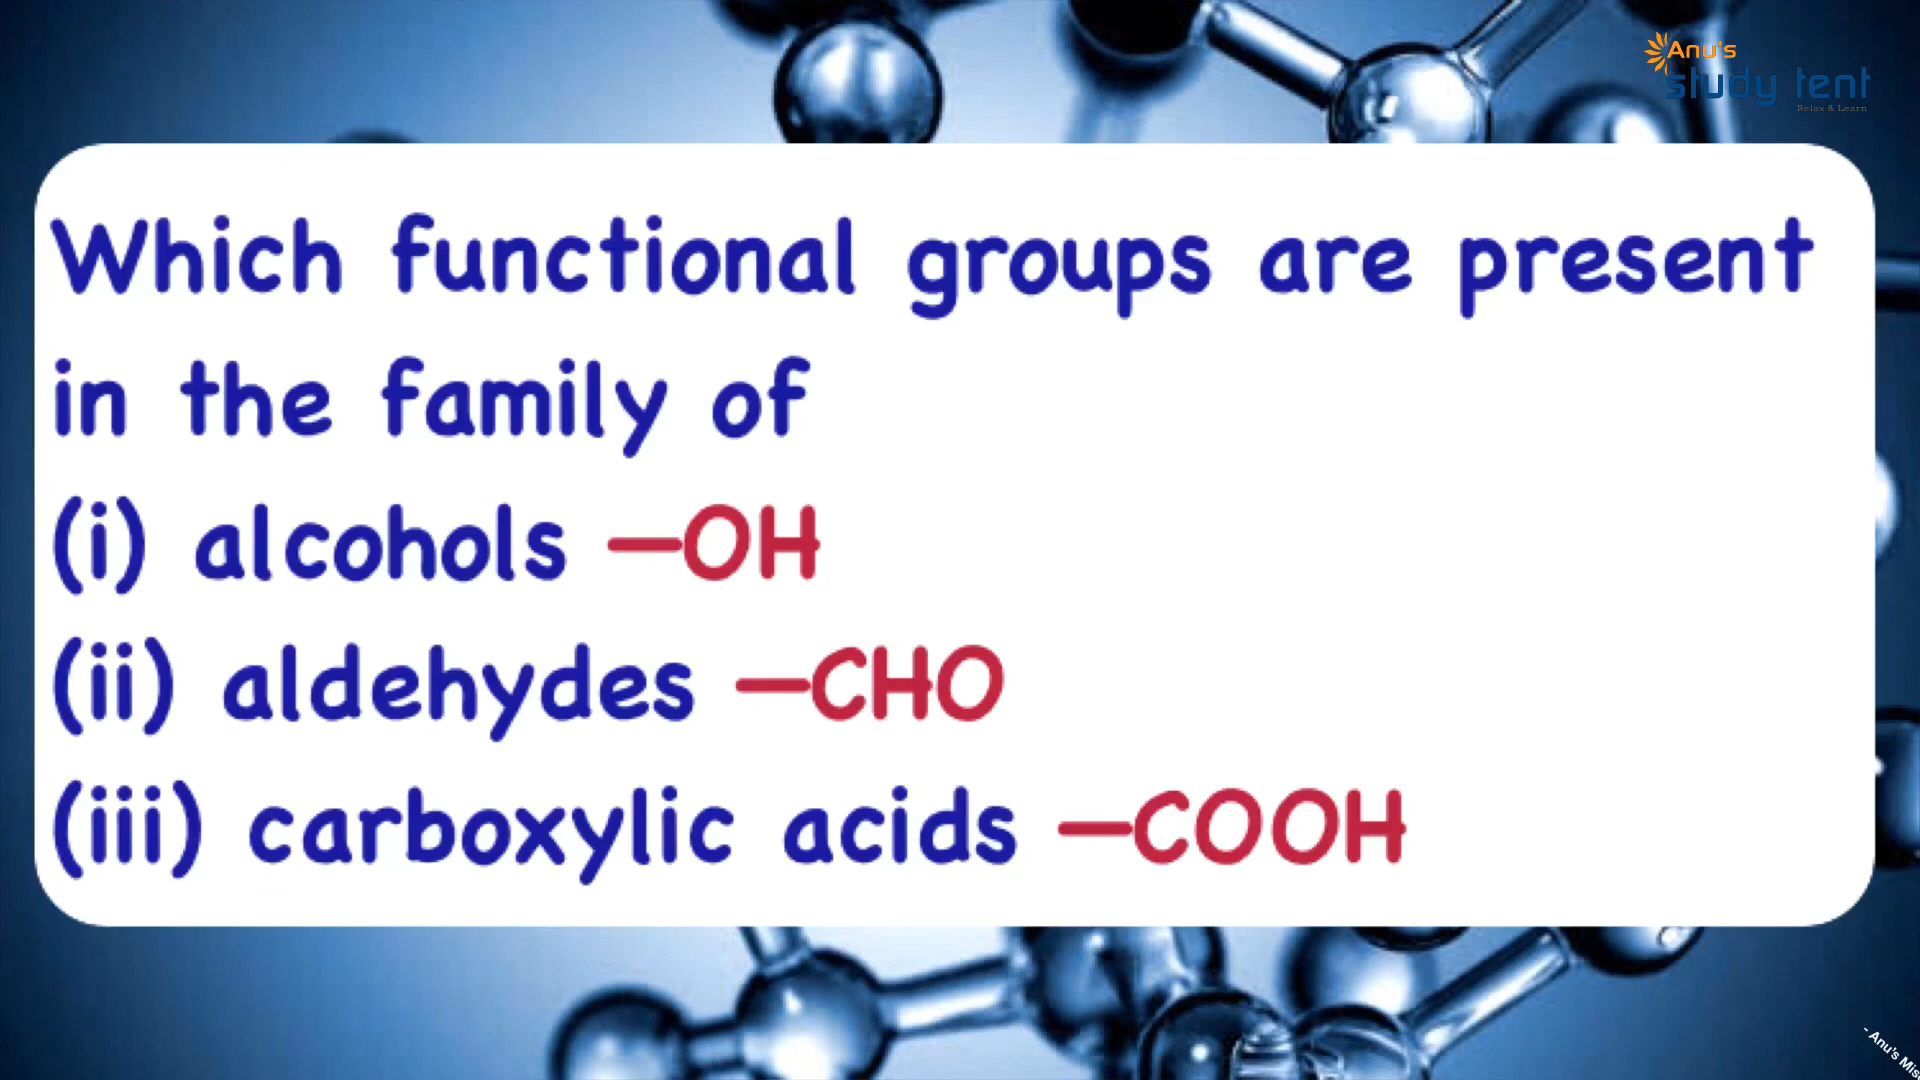 Anu's
study tent
Relax & Learn
Which functional groups are present
in the family of
(i) alcohols —OH
(ii) aldehydes —CHO
(iii) carboxylic acids —COOH
- Anu's